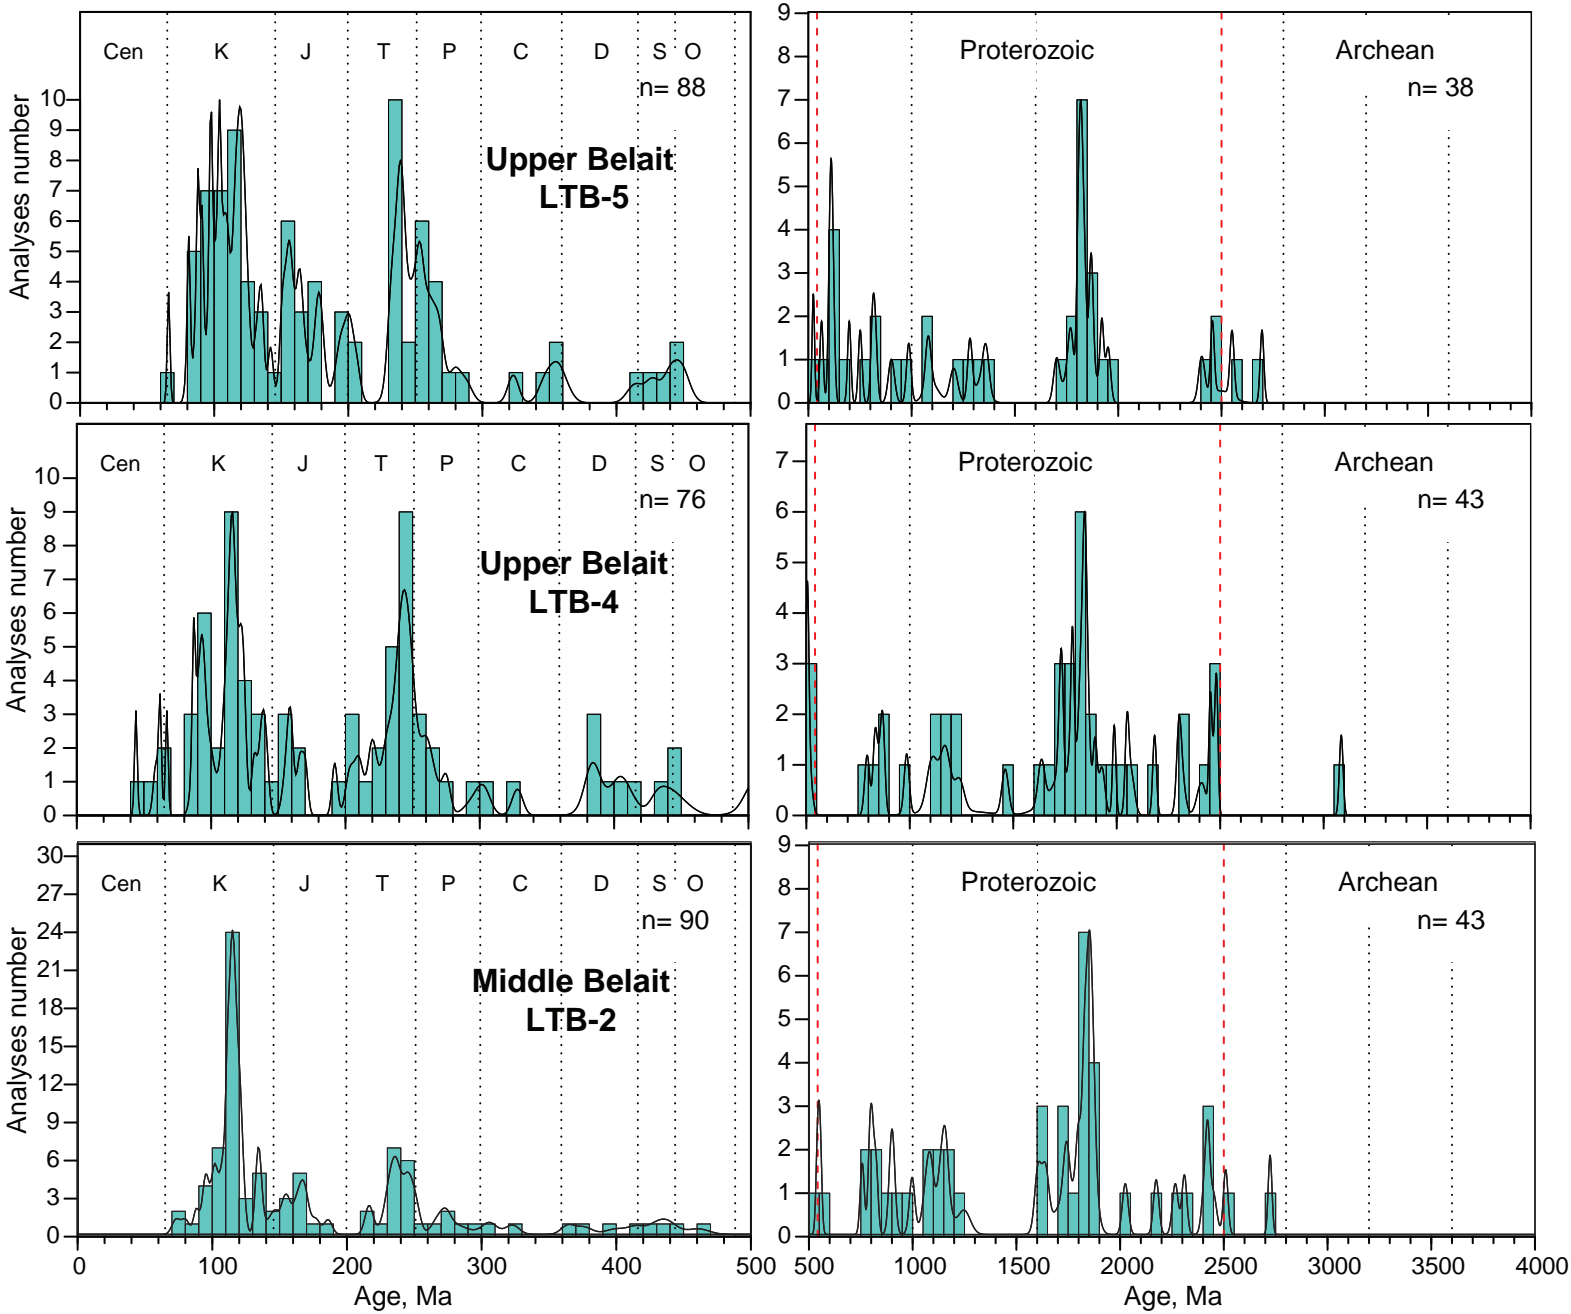 Cen K J T P C D S O
n= 88
Upper Belait
LTB-5
Analyses number
10
9
8
7
6
5
4
3
2
1
0
Proterozoic Archean
n= 38
9
8
7
6
5
4
3
2
1
0
Cen K J T P C D S O
n= 76
Upper Belait
LTB-4
Analyses number
10
9
8
7
6
5
4
3
2
1
0
Proterozoic Archean
n= 43
7
6
5
4
3
2
1
0
Cen K J T P C D S O
n= 90
Middle Belait
LTB-2
Analyses number
30
27
24
21
18
15
12
9
6
3
0
0 100 200 300 400 500
Age, Ma
Proterozoic Archean
n= 43
9
8
7
6
5
4
3
2
1
0
500 1000 1500 2000 2500 3000 3500 4000
Age, Ma